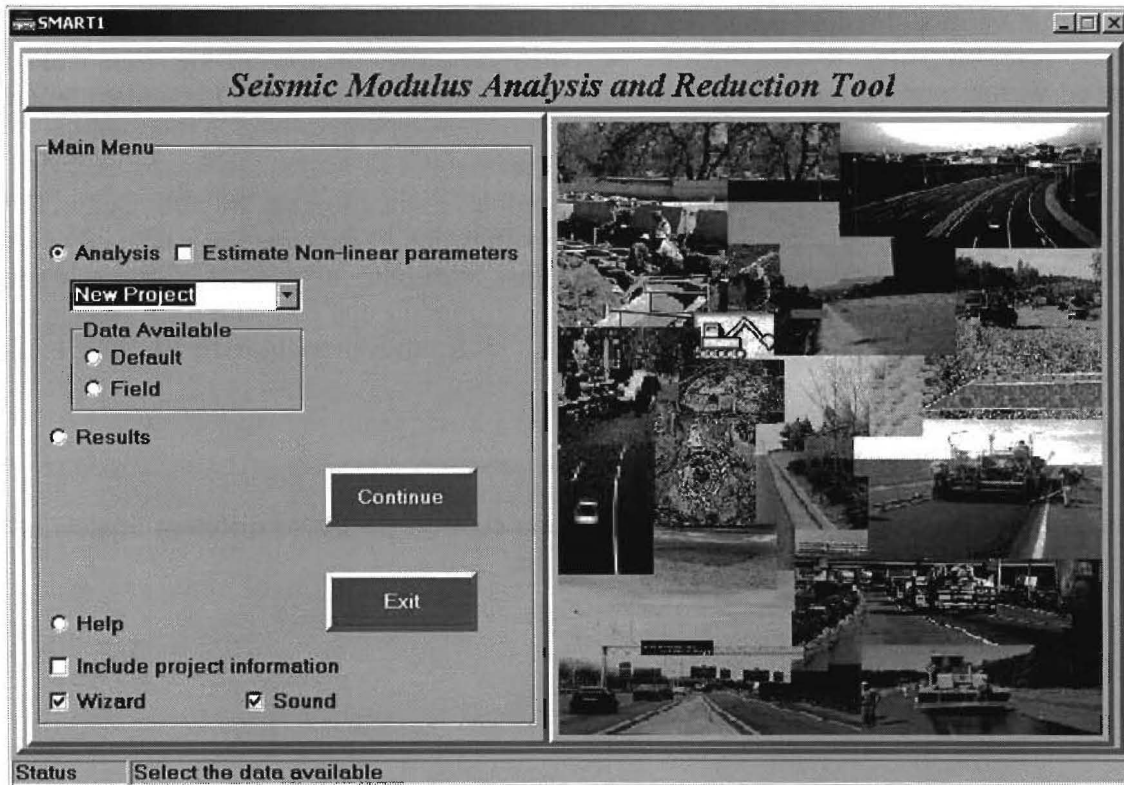 SMART1
Seismic Modulus Analysis and Reduction Tool
Main Menu
Analysis Estimate Non-linear parameters
New Project
Data Available
Default
Field
Results
Continue
Exit
Help
Include project information
Wizard Sound
Status Select the data available